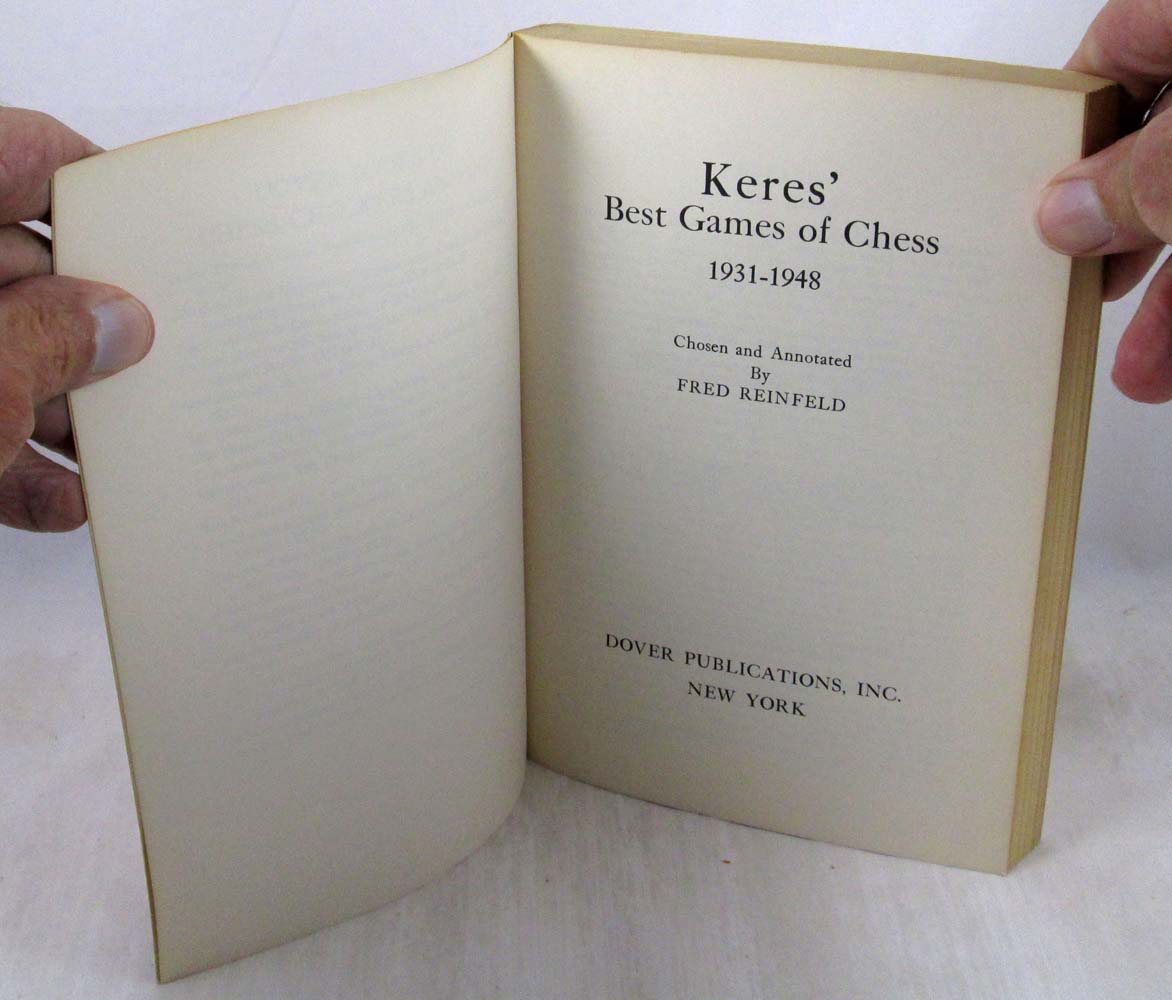 Keres’
Best Games of Chess
1931-1948
Chosen and Annotated
By
FRED REINFELD
DOVER PUBLICATIONS, INC.
NEW YORK